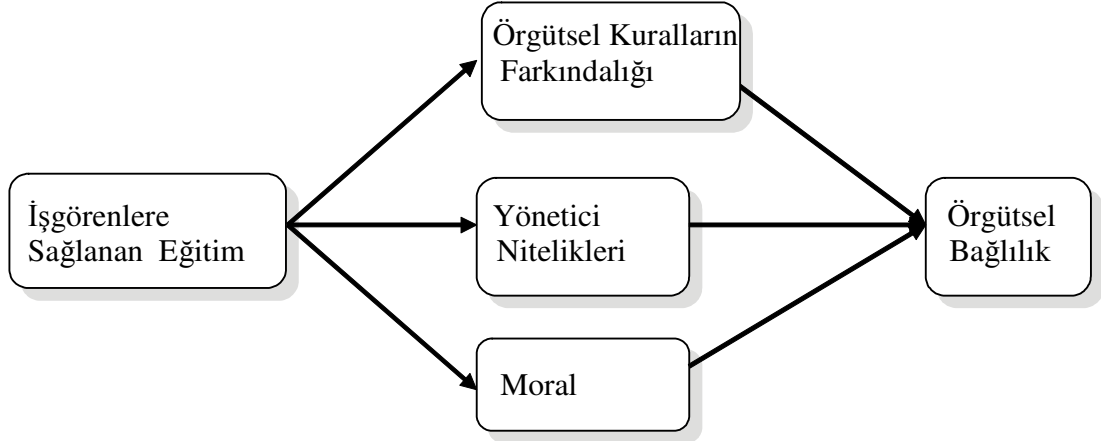 İşgörenlere
Sağlanan Eğitim
Örgütsel Kuralların
Farkındalığı
Yönetici
Nitelikleri
Moral
Örgütsel
Bağlılık